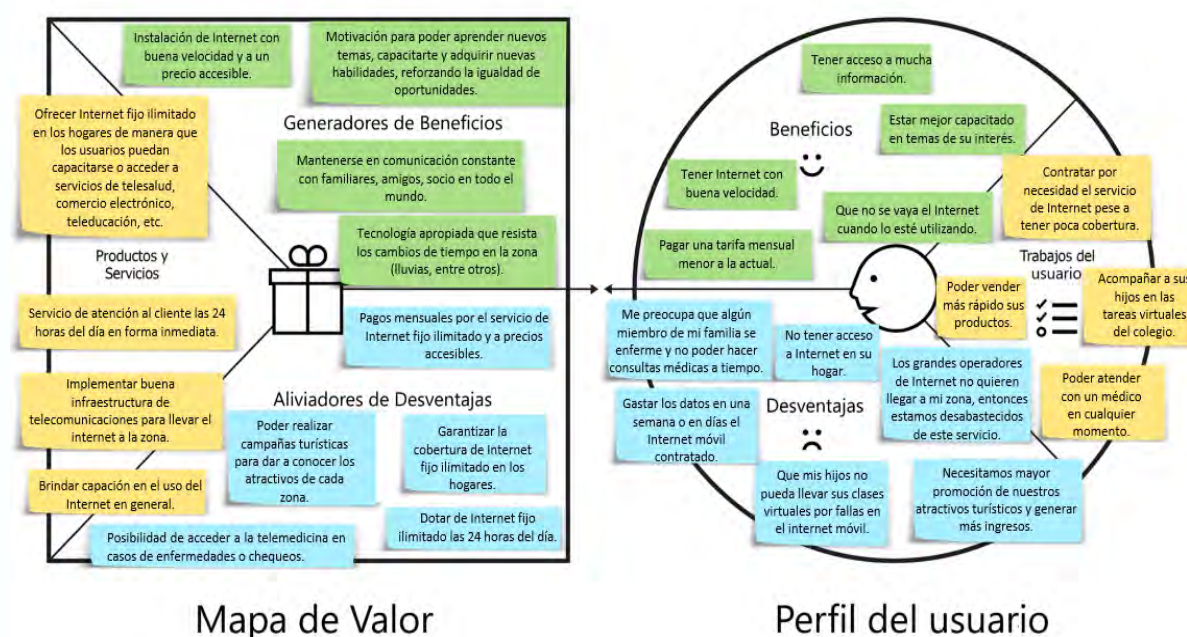 Instalación de Internet con
buena velocidad y a un
precio accesible.
Motivación para poder aprender nuevos
temas, capacitarte y adquirir nuevas
habilidades, reforzando la igualdad de
oportunidades.
Ofrecer Internet fijo ilimitado
en los hogares de manera que
los usuarios puedan
capacitarse o acceder a
servicios de telesalud,
comercio electrónico,
teleducación, etc.
Generadores de Beneficios
Mantenerse en comunicación constante
con familiares, amigos, socio en todo el
mundo.
Tecnología apropiada que resista
los cambios de tiempo en la zona
(lluvias, entre otros).
Productos y
Servicios
Servicio de atención al cliente las 24
horas del día en forma inmediata.
Pagos mensuales por el servicio de
Internet fijo ilimitado y a precios
accesibles.
Implementar buena
infraestructura de
telecomunicaciones para llevar el
internet a la zona.
Aliviadores de Desventajas
Poder realizar
campañas turísticas
para dar a conocer los
atractivos de cada
zona.
Garantizar la
cobertura de Internet
fijo ilimitado en los
hogares.
Brindar capación en el uso del
Internet en general.
Dotar de Internet fijo
ilimitado las 24 horas del día.
Posibilidad de acceder a la telemedicina en
casos de enfermedades o chequeos.
Mapa de Valor
Tener acceso a mucha
información.
Beneficios
Estar mejor capacitado
en temas de su interés.
Tener Internet con
buena velocidad.
Contratar por
necesidad el servicio
de Internet pese a
tener poca cobertura.
Que no se vaya el Internet
cuando lo esté utilizando.
Pagar una tarifa mensual
menor a la actual.
Trabajos del
usuario
Poder vender
más rápido sus
productos.
Acompañar a sus
hijos en las
tareas virtuales
del colegio.
Me preocupa que algún
miembro de mi familia se
enferme y no poder hacer
consultas médicas a tiempo.
No tener acceso
a Internet en su
hogar.
Los grandes operadores
de Internet no quieren
llegar a mi zona, entonces
estamos desabastecidos
de este servicio.
Poder atender
con un médico
en cualquier
momento.
Gastar los datos en una
semana o en días el
Internet móvil
contratado.
Desventajas
Que mis hijos no
pueda llevar sus clases
virtuales por fallas en
el internet móvil.
Necesitamos mayor
promoción de nuestros
atractivos turísticos y generar
más ingresos.
Perfil del usuario